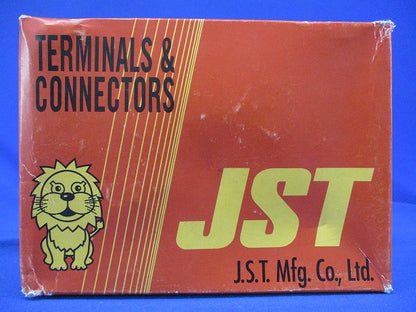 TERMINALS &
CONNECTORS
JST
J.S.T. Mfg. Co., Ltd.